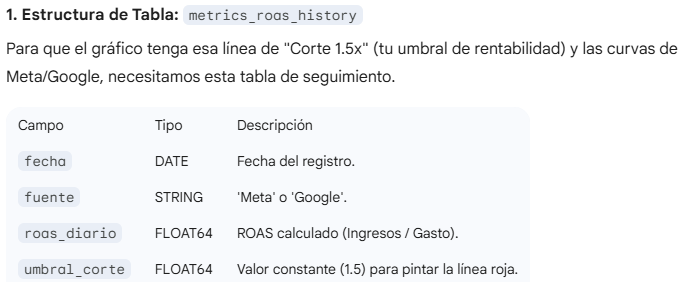 1. Estructura de Tabla: metrics_roas_history
Para que el gráfico tenga esa línea de "Corte 1.5x" (tu umbral de rentabilidad) y las curvas de
Meta/Google, necesitamos esta tabla de seguimiento.
Campo Tipo Descripción
fecha DATE Fecha del registro.
fuente STRING 'Meta' o 'Google'.
roas_diario FLOAT64 ROAS calculado (Ingresos / Gasto).
umbral_corte FLOAT64 Valor constante (1.5) para pintar la línea roja.